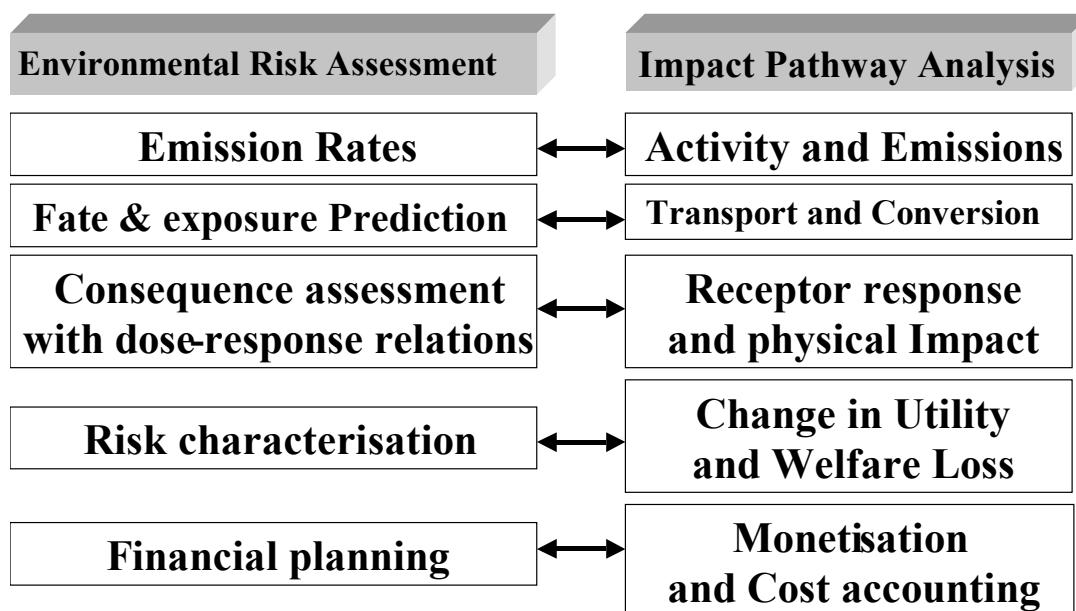 Environmental Risk Assessment
Impact Pathway Analysis
Emission Rates
Activity and Emissions
Fate & exposure Prediction
Transport and Conversion
Consequence assessment
with dose-response relations
Receptor response
and physical Impact
Risk characterisation
Change in Utility
and Welfare Loss
Financial planning
Monetisation
and Cost accounting